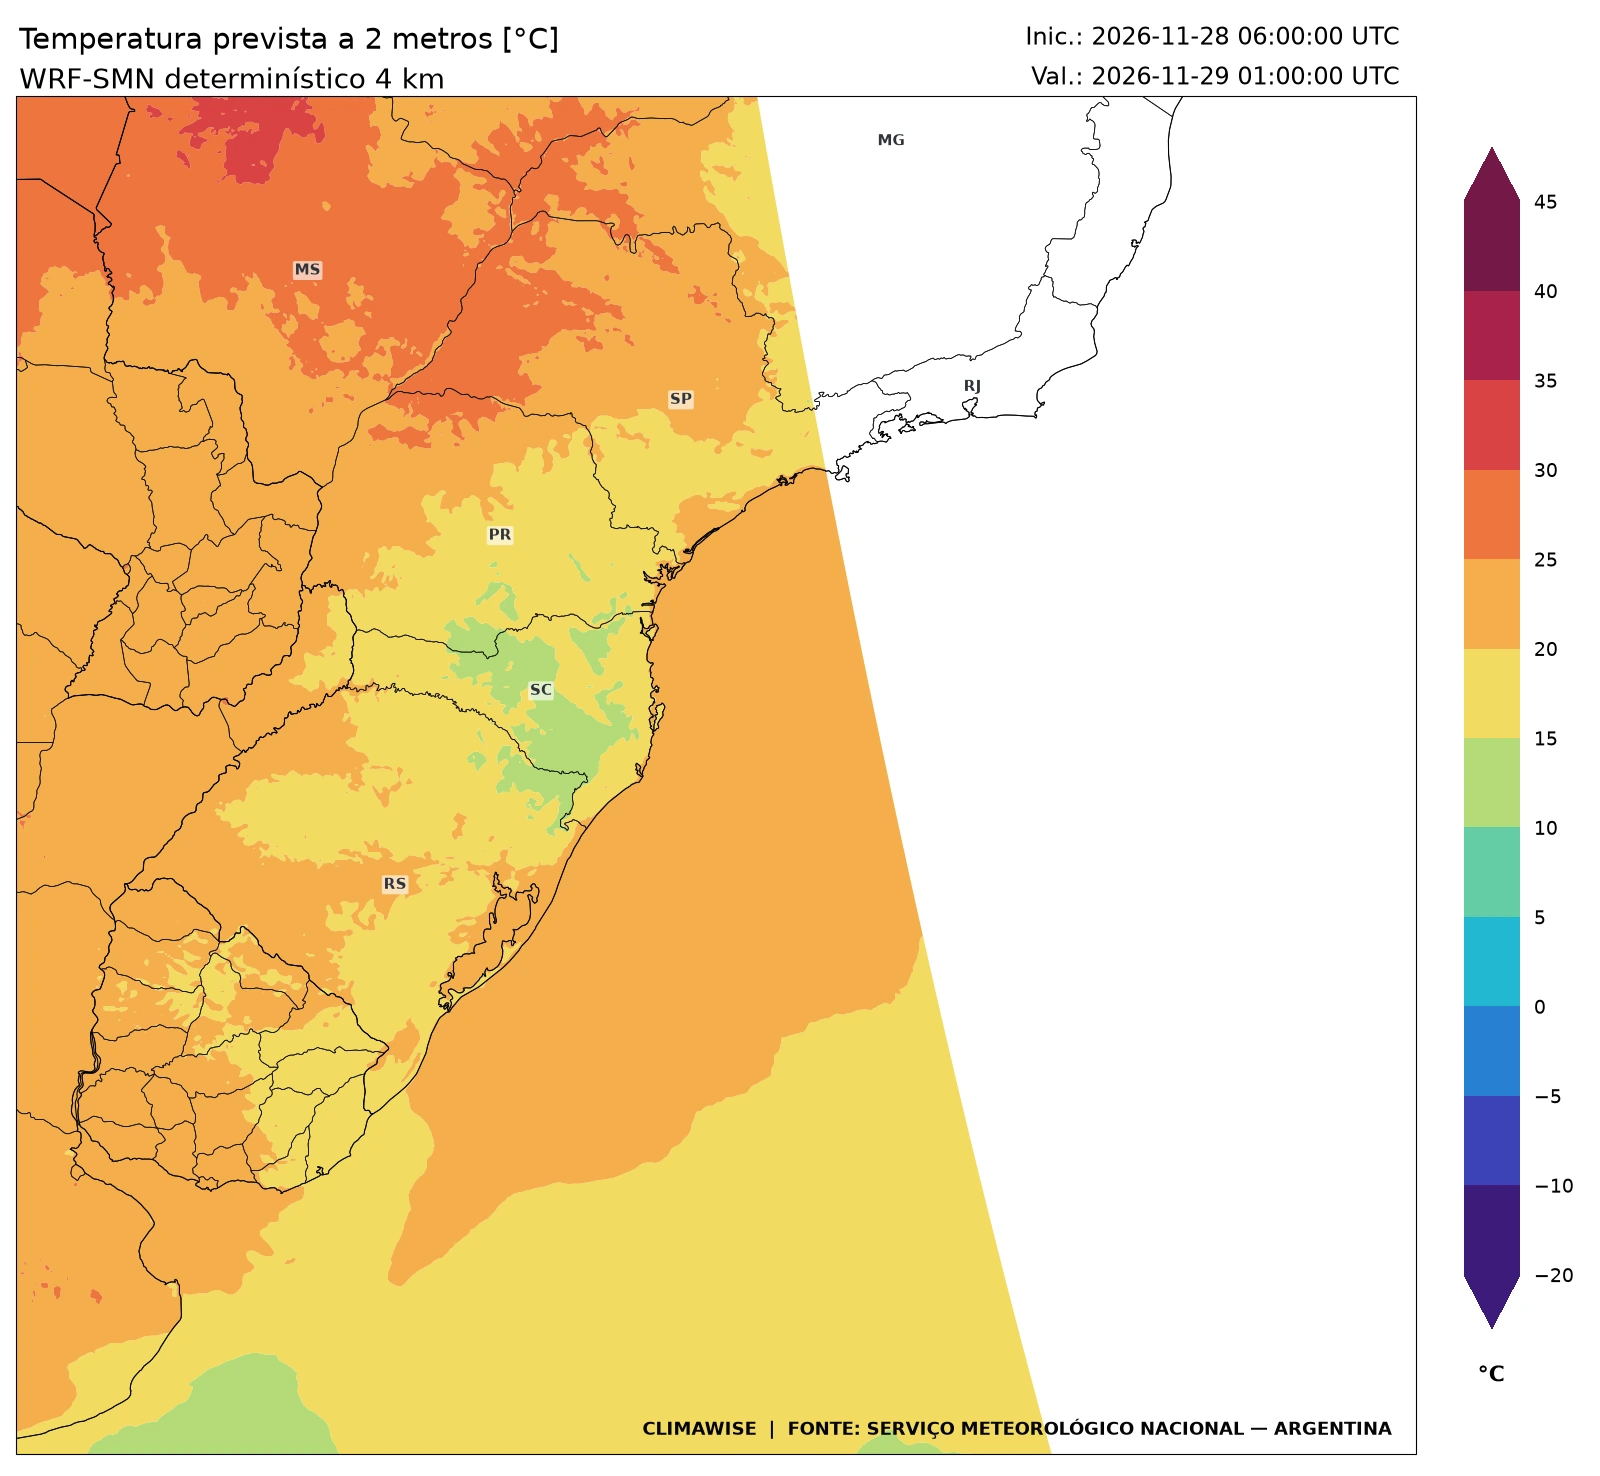 Temperatura prevista a 2 metros [°C]
WRF-SMN determinístico 4 km
Inic.: 2026-11-28 06:00:00 UTC
Val.: 2026-11-29 01:00:00 UTC
MG
MS
RJ
SP
PR
SC
RS
45
40
35
30
25
20
15
10
5
0
−5
−10
−20
°C
CLIMAWISE | FONTE: SERVIÇO METEOROLÓGICO NACIONAL — ARGENTINA